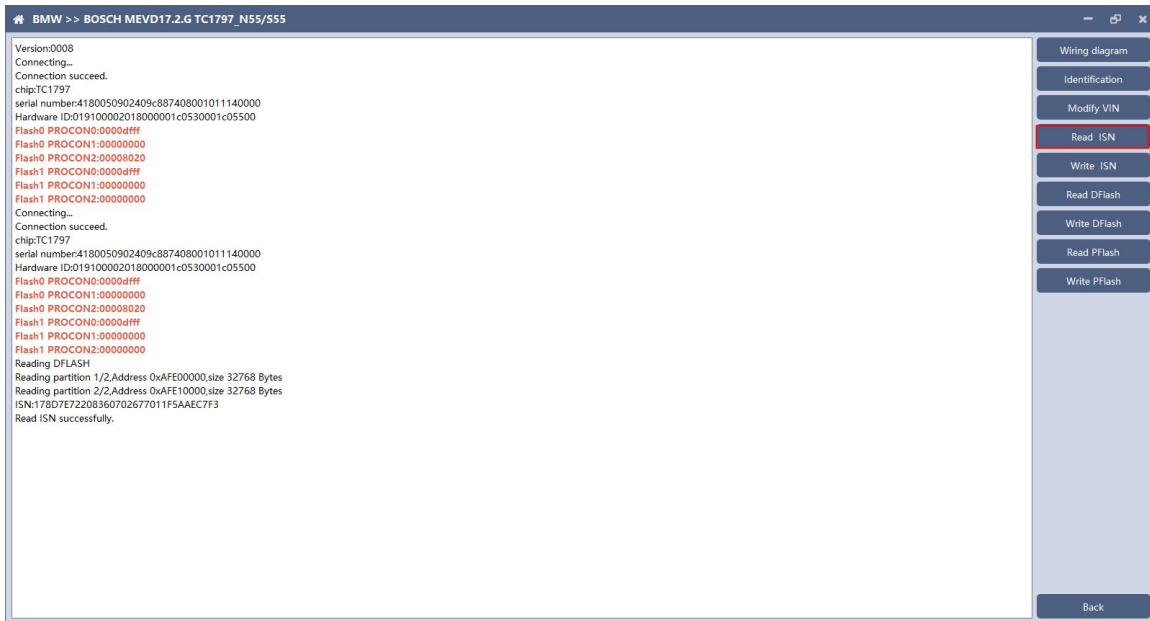 BMW >> BOSCH MEVD17.2.G TC1797_N55/S55
Version:0008
Connecting...
Connection succeed.
chip:TC1797
serial number:4180050902409c887408001011140000
Hardware ID:019100002018000001c0530001c05500
Flash0 PROCON0:0000dfff
Flash0 PROCON1:00000000
Flash0 PROCON2:00008020
Flash1 PROCON0:0000dfff
Flash1 PROCON1:00000000
Flash1 PROCON2:00000000
Connecting...
Connection succeed.
chip:TC1797
serial number:4180050902409c887408001011140000
Hardware ID:019100002018000001c0530001c05500
Flash0 PROCON0:0000dfff
Flash0 PROCON1:00000000
Flash0 PROCON2:00008020
Flash1 PROCON0:0000dfff
Flash1 PROCON1:00000000
Flash1 PROCON2:00000000
Reading DFLASH
Reading partition 1/2,Address 0xAFE00000,size 32768 Bytes
Reading partition 2/2,Address 0xAFE10000,size 32768 Bytes
ISN:178D7E72208360702677011F5AAEC7F3
Read ISN successfully.
Wiring diagram
Identification
Modify VIN
Read ISN
Write ISN
Read DFlash
Write DFlash
Read PFlash
Write PFlash
Back